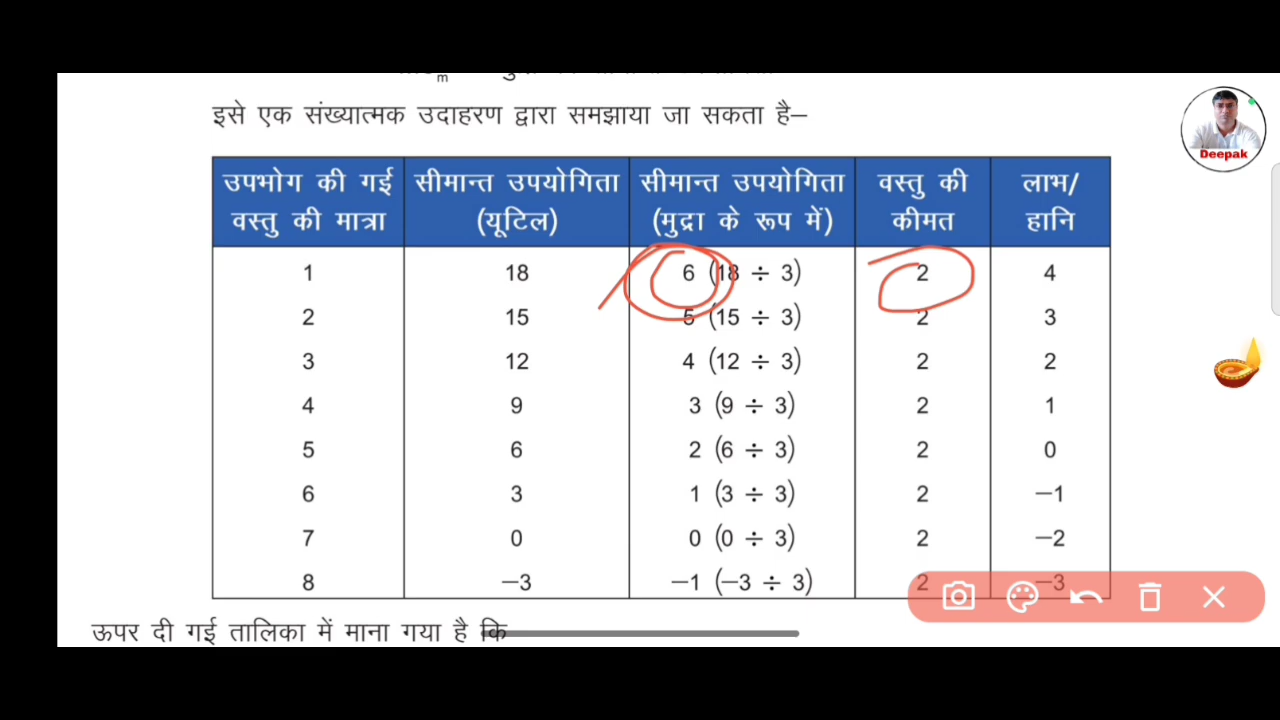 m
इसे एक संख्यात्मक उदाहरण द्वारा समझाया जा सकता है–
Deepak
उपभोग की गई वस्तु की मात्रा सीमान्त उपयोगिता (यूटिल) सीमान्त उपयोगिता (मुद्रा के रूप में) वस्तु की कीमत लाभ/ हानि
1 18 6 (18 ÷ 3) 2 4
2 15 5 (15 ÷ 3) 2 3
3 12 4 (12 ÷ 3) 2 2
4 9 3 (9 ÷ 3) 2 1
5 6 2 (6 ÷ 3) 2 0
6 3 1 (3 ÷ 3) 2 –1
7 0 0 (0 ÷ 3) 2 –2
8 –3 –1 (–3 ÷ 3) 2 –3
ऊपर दी गई तालिका में माना गया है कि